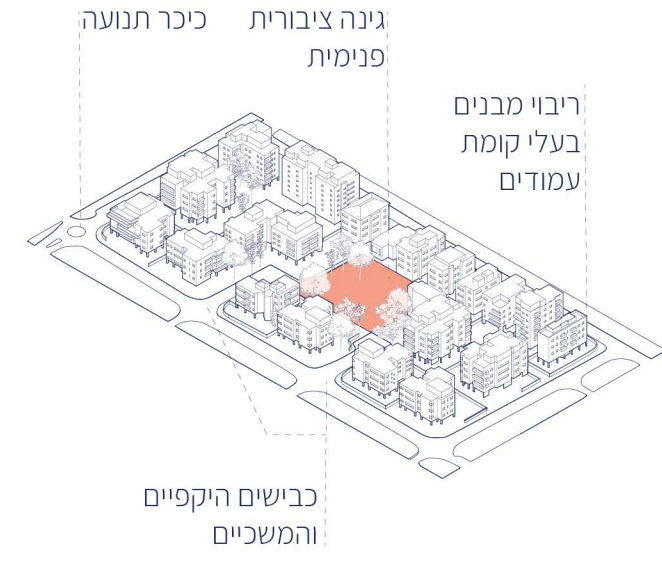 כיכר תנועה
גינה ציבורית
פנימית
ריבוי מבנים
בעלי קומת
עמודים
כבישים היקפיים
והמשכיים